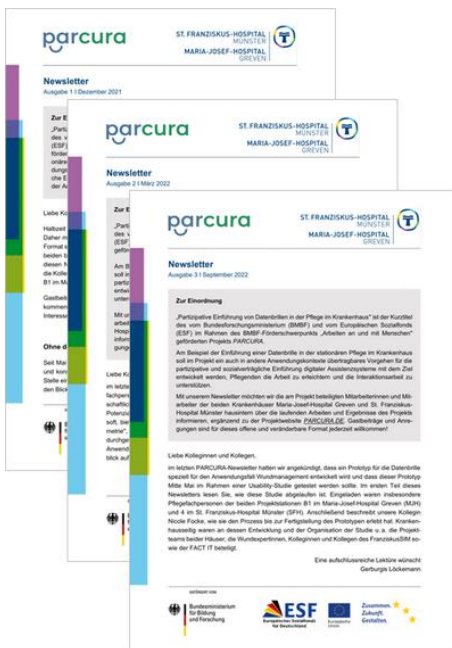 parcura
ST. FRANZISKUS-HOSPITAL
MÜNSTER
MARIA-JOSEF-HOSPITAL
GREVEN
Newsletter
Ausgabe 1 I Dezember 2021
parcura
ST. FRANZISKUS-HOSPITAL
MÜNSTER
MARIA-JOSEF-HOSPITAL
GREVEN
Newsletter
Ausgabe 2 I März 2022
parcura
ST. FRANZISKUS-HOSPITAL
MÜNSTER
MARIA-JOSEF-HOSPITAL
GREVEN
Newsletter
Ausgabe 3 I September 2022
Zur Einordnung
„Partizipative Einführung von Datenbrillen in der Pflege im Krankenhaus" ist der Kurztitel
des vom Bundesforschungsministerium (BMBF) und vom Europäischen Sozialfonds
(ESF) im Rahmen des BMBF-Förderschwerpunkts „Arbeiten an und mit Menschen"
geförderten Projekts PARCURA.
Am Beispiel der Einführung einer Datenbrille in der stationären Pflege im Krankenhaus
soll im Projekt ein auch in andere Anwendungskontexte übertragbares Vorgehen für die
partizipative und sozialverträgliche Einführung digitaler Assistenzsysteme mit dem Ziel
entwickelt werden, Pflegenden die Arbeit zu erleichtern und die Interaktionsarbeit zu
unterstützen.
Mit unserem Newsletter möchten wir die am Projekt beteiligten Mitarbeiterinnen und Mit-
arbeiter der beiden Krankenhäuser Maria-Josef-Hospital Greven und St. Franziskus-
Hospital Münster hausintern über die laufenden Arbeiten und Ergebnisse des Projekts
informieren, ergänzend zu der Projektwebsite PARCURA.DE. Gastbeiträge und Anre-
gungen sind für dieses offene und veränderbare Format jederzeit willkommen!
Liebe Kolleginnen und Kollegen,
im letzten PARCURA-Newsletter hatten wir angekündigt, dass ein Prototyp für die Datenbrille
speziell für den Anwendungsfall Wundmanagement entwickelt wird und dass dieser Prototyp
Mitte Mai im Rahmen einer Usability-Studie getestet werden sollte. Im ersten Teil dieses
Newsletters lesen Sie, wie diese Studie abgelaufen ist. Eingeladen waren insbesondere
Pflegefachpersonen der beiden Projektstationen B1 im Maria-Josef-Hospital Greven (MJH)
und 4 im St. Franziskus-Hospital Münster (SFH). Anschließend beschreibt unsere Kollegin
Nicole Focke, wie sie den Prozess bis zur Fertigstellung des Prototypen erlebt hat. Kranken-
hausseitig waren an dessen Entwicklung und der Organisation der Studie u. a. die Projekt-
teams beider Häuser, die Wundexpertinnen, Kolleginnen und Kollegen des FranziskusSIM so-
wie der FACT IT beteiligt.
Eine aufschlussreiche Lektüre wünscht
Gerburgis Löckemann
Bundesministerium
für Bildung
und Forschung
ESF
Europäischer Sozialfonds
für Deutschland
Europäische
Union
Zusammen.
Zukunft.
Gestalten.